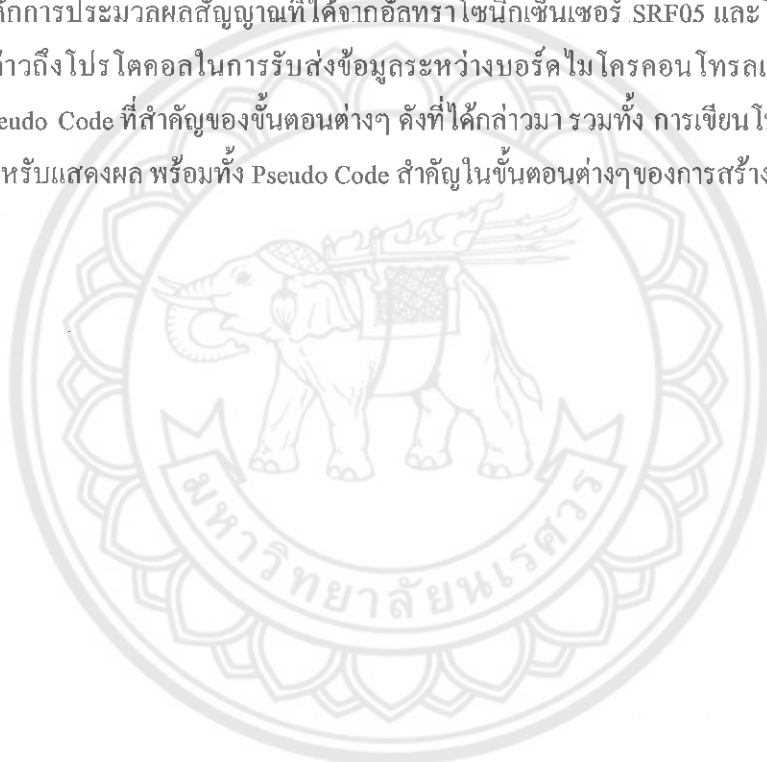 การประมวลผลสัญญาณที่ได้จากอัลทราโซนิกเซ็นเซอร์ SRF05 และ
ถึงโปรโตคอลในการรับส่งข้อมูลระหว่างบอร์ดไมโครคอนโทรล
Code ที่สำคัญของขั้นตอนต่างๆ ดังที่ได้กล่าวมา รวมทั้ง การเขียน
หรับแสดงผล พร้อมทั้ง Pseudo Code สำคัญในขั้นตอนต่างๆของการสร้าง
มหาวิทยาลัยนเรศวร